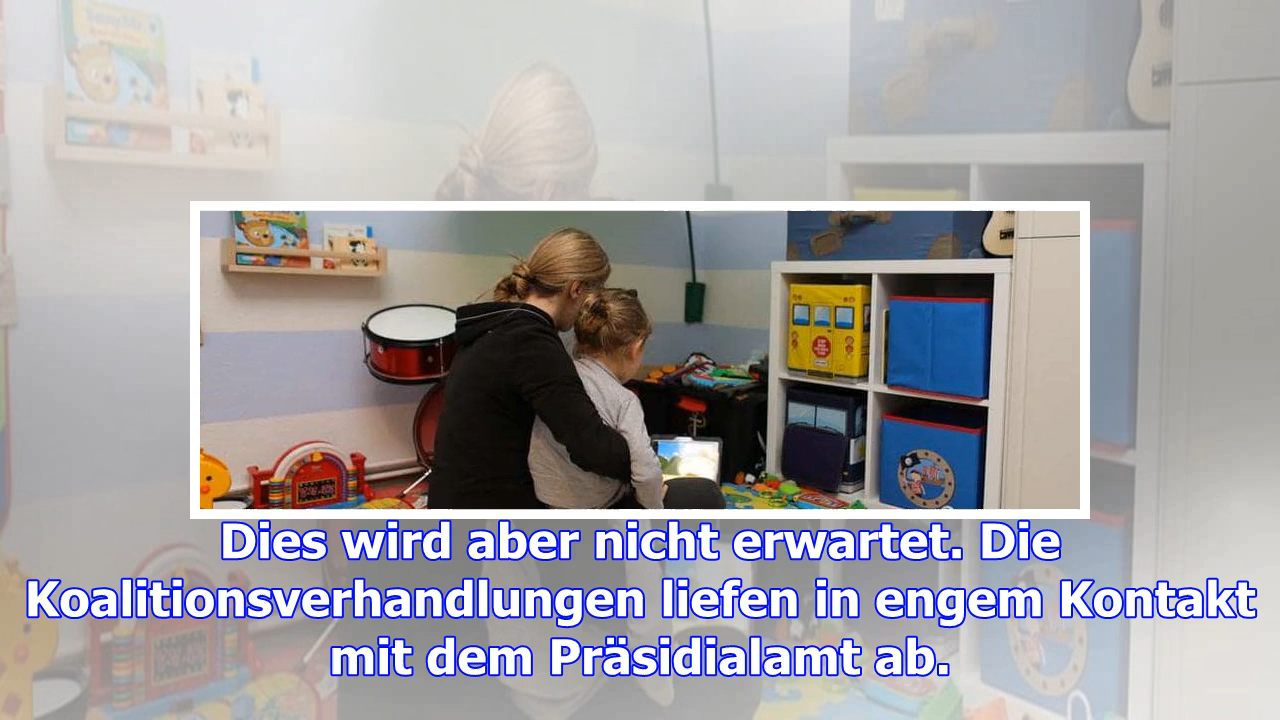 Dies wird aber nicht erwartet. Die
Koalitionsverhandlungen liefen in engem Kontakt
mit dem Präsidialamt ab.